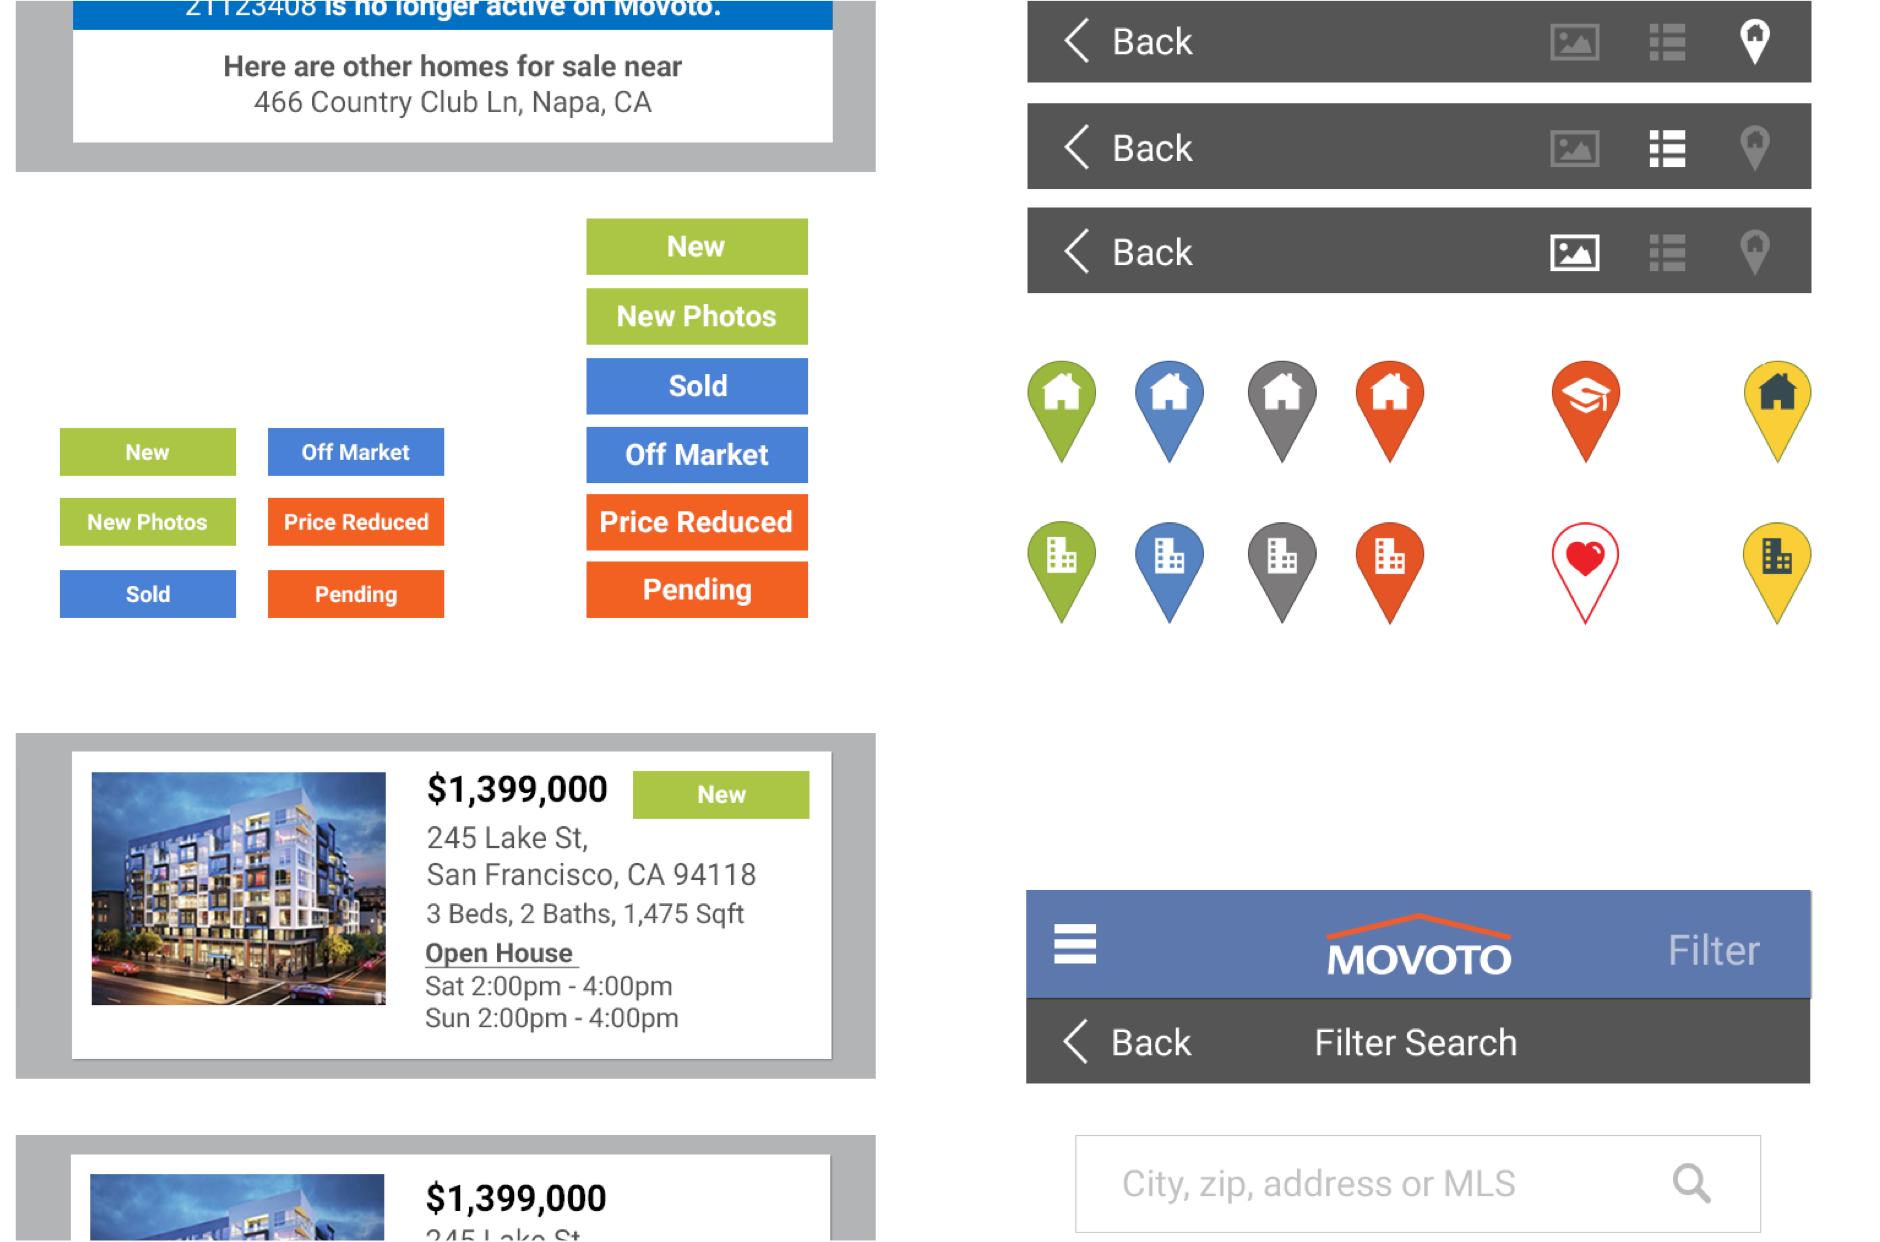 21123408 is no longer active on Movoto.
Here are other homes for sale near
466 Country Club Ln, Napa, CA
New
New Photos
Sold
Off Market
Price Reduced
Pending
New
Off Market
New Photos
Price Reduced
Sold
Pending
$1,399,000
New
245 Lake St,
San Francisco, CA 94118
3 Beds, 2 Baths, 1,475 Sqft
Open House
Sat 2:00pm - 4:00pm
Sun 2:00pm - 4:00pm
$1,399,000
245 Lake St
Back
Back
Back
MOVOTO
Filter
Back
Filter Search
City, zip, address or MLS